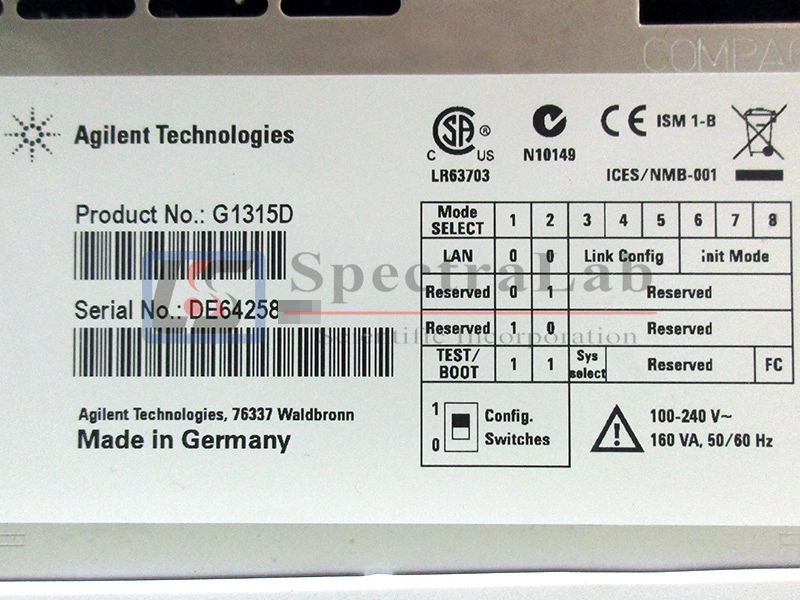 COMPAC
Agilent Technologies
SA ®
C US
LR63703
N10149
CE ISM 1-B
ICES/NMB-001
Product No.: G1315D
Serial No.: DE64258
Agilent Technologies, 76337 Waldbronn
Made in Germany
Mode SELECT 1 2 3 4 5 6 7 8
LAN 0 0 Link Config init Mode
Reserved 0 1 Reserved
Reserved 1 0 Reserved
TEST/ BOOT 1 1 Sys select Reserved FC
1 Config.
0 Switches
100-240 V~
160 VA, 50/60 Hz
SpectraLab
Scientific Incorporation